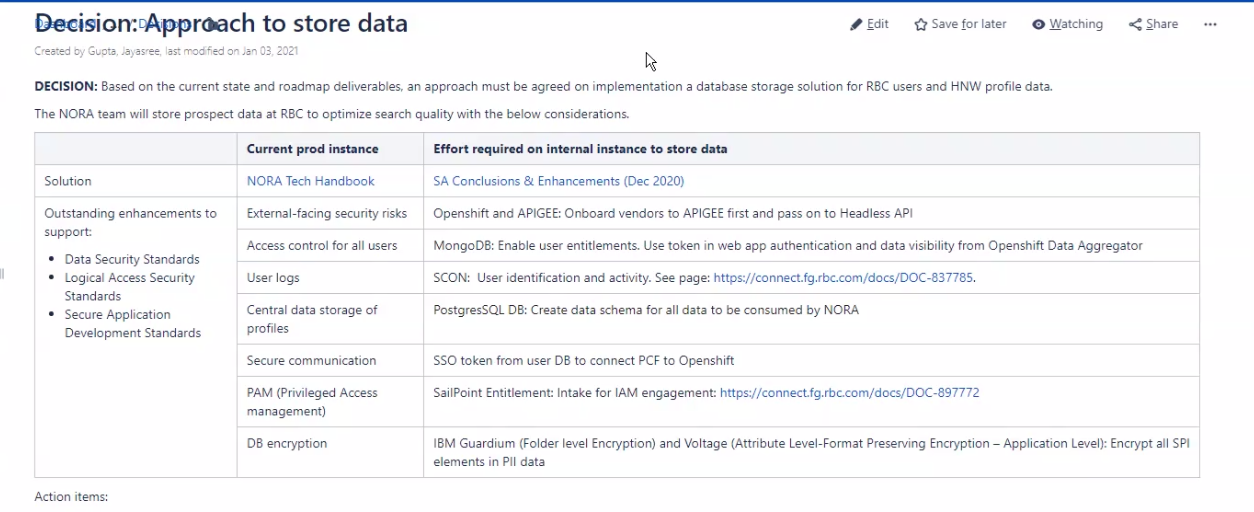 Decision: Approach to store data
Edit
Save for later
Watching
Share
Created by Gupta, Jayasree, last modified on Jan 03, 2021
DECISION: Based on the current state and roadmap deliverables, an approach must be agreed on implementation a database storage solution for RBC users and HNW profile data.
The NORA team will store prospect data at RBC to optimize search quality with the below considerations.
Current prod instance
Effort required on internal instance to store data
Solution
NORA Tech Handbook
SA Conclusions & Enhancements (Dec 2020)
Outstanding enhancements to
support:
• Data Security Standards
• Logical Access Security
Standards
• Secure Application
Development Standards
External-facing security risks
Openshift and APIGEE: Onboard vendors to APIGEE first and pass on to Headless API
Access control for all users
MongoDB: Enable user entitlements. Use token in web app authentication and data visibility from Openshift Data Aggregator
User logs
SCON:  User identification and activity. See page: https://connect.fg.rbc.com/docs/DOC-837785.
Central data storage of
profiles
PostgresSQL DB: Create data schema for all data to be consumed by NORA
Secure communication
SSO token from user DB to connect PCF to Openshift
PAM (Privileged Access
management)
SailPoint Entitlement: Intake for IAM engagement: https://connect.fg.rbc.com/docs/DOC-897772
DB encryption
IBM Guardium (Folder level Encryption) and Voltage (Attribute Level-Format Preserving Encryption – Application Level): Encrypt all SPI
elements in PII data
Action items: